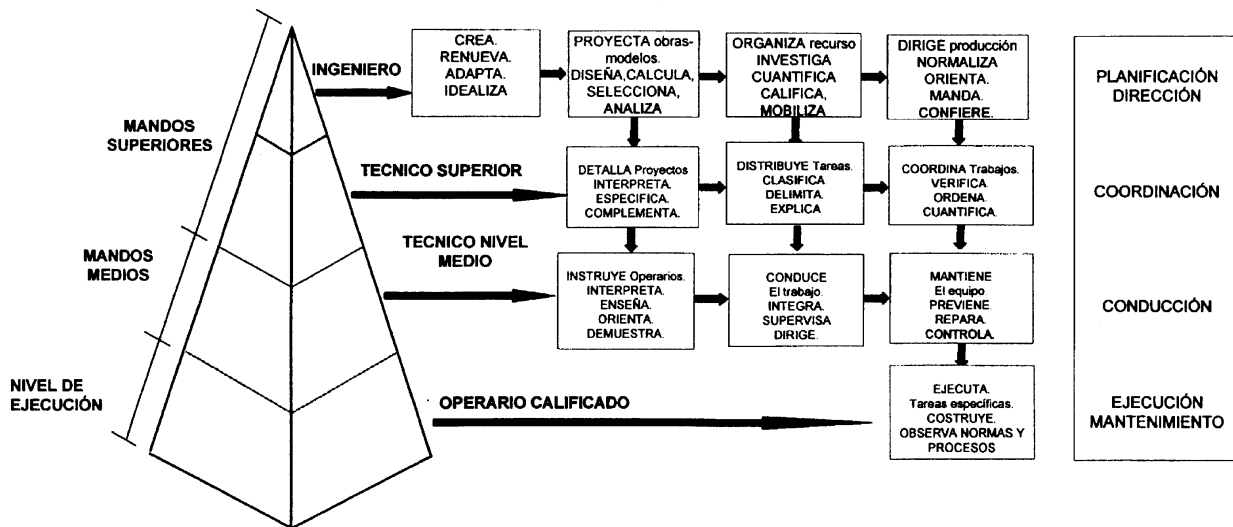 MANDOS
SUPERIORES
MANDOS
MEDIOS
NIVEL DE
EJECUCIÓN
INGENIERO
CREA.
RENUEVA.
ADAPTA.
IDEALIZA
PROYECTA obras-
modelos.
DISEÑA,CALCULA,
SELECCIONA,
ANALIZA
ORGANIZA recurso
INVESTIGA
CUANTIFICA
CALIFICA,
MOBILIZA
DIRIGE producción
NORMALIZA
ORIENTA.
MANDA.
CONFIERE.
PLANIFICACIÓN
DIRECCIÓN
TECNICO SUPERIOR
DETALLA Proyectos
INTERPRETA.
ESPECIFICA.
COMPLEMENTA.
DISTRIBUYE Tareas.
CLASIFICA
DELIMITA.
EXPLICA
COORDINA Trabajos.
VERIFICA
ORDENA.
CUANTIFICA.
COORDINACIÓN
TECNICO NIVEL
MEDIO
INSTRUYE Operarios.
INTERPRETA.
ENSEÑA.
ORIENTA.
DEMUESTRA.
CONDUCE
El trabajo.
INTEGRA.
SUPERVISA
DIRIGE.
MANTIENE
El equipo
PREVIENE
REPARA.
CONTROLA.
CONDUCCIÓN
OPERARIO CALIFICADO
EJECUTA.
Tareas específicas.
COSTRUYE.
OBSERVA NORMAS Y
PROCESOS
EJECUCIÓN
MANTENIMIENTO